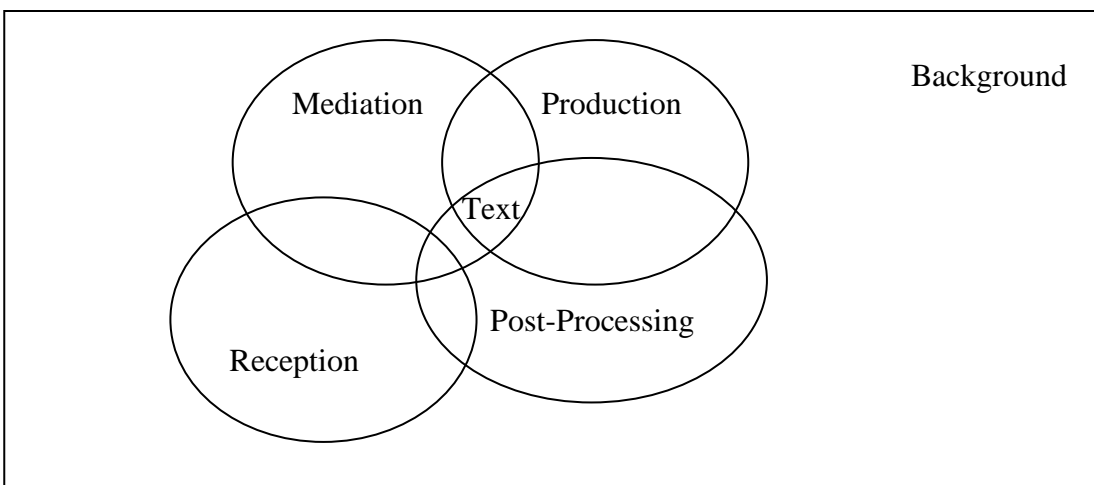 Background
Mediation
Production
Text
Post-Processing
Reception